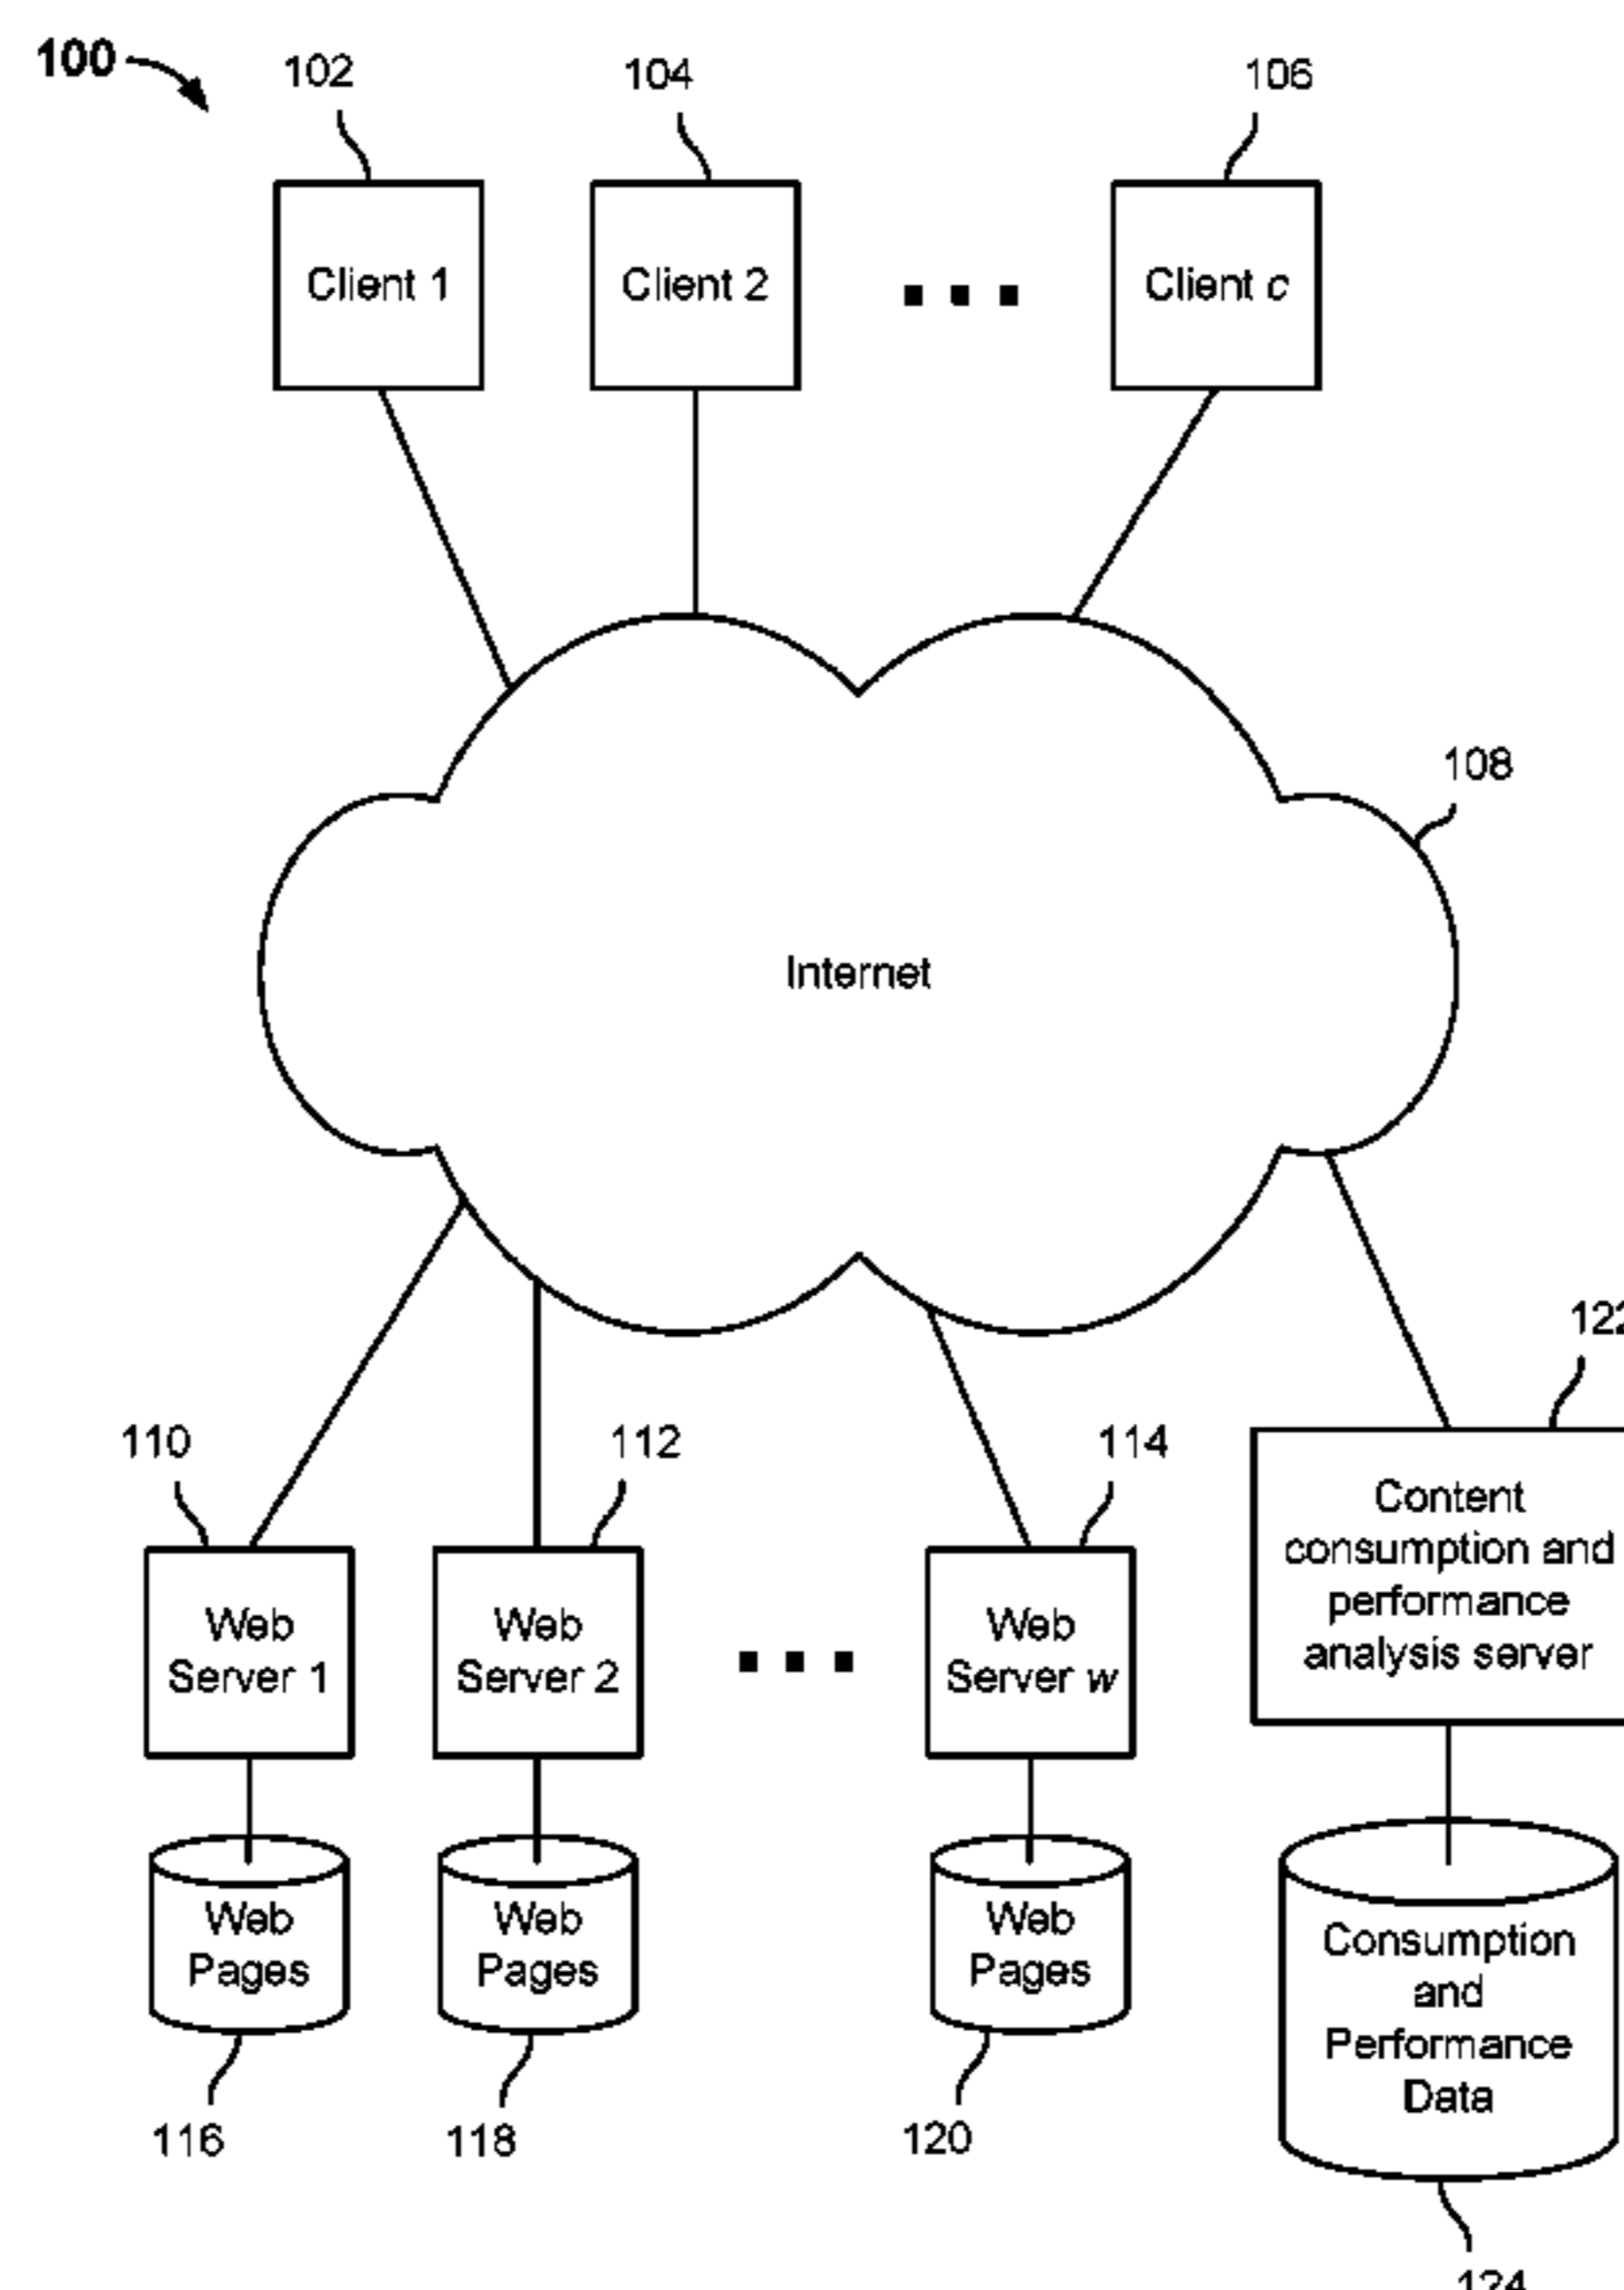 100
102
104
106
Client 1
Client 2
Client c
108
Internet
122
110
112
114
Content
consumption and
performance
analysis server
Web
Server 1
Web
Server 2
Web
Server w
Web
Pages
Web
Pages
Web
Pages
Consumption
and
Performance
Data
116
118
120
124